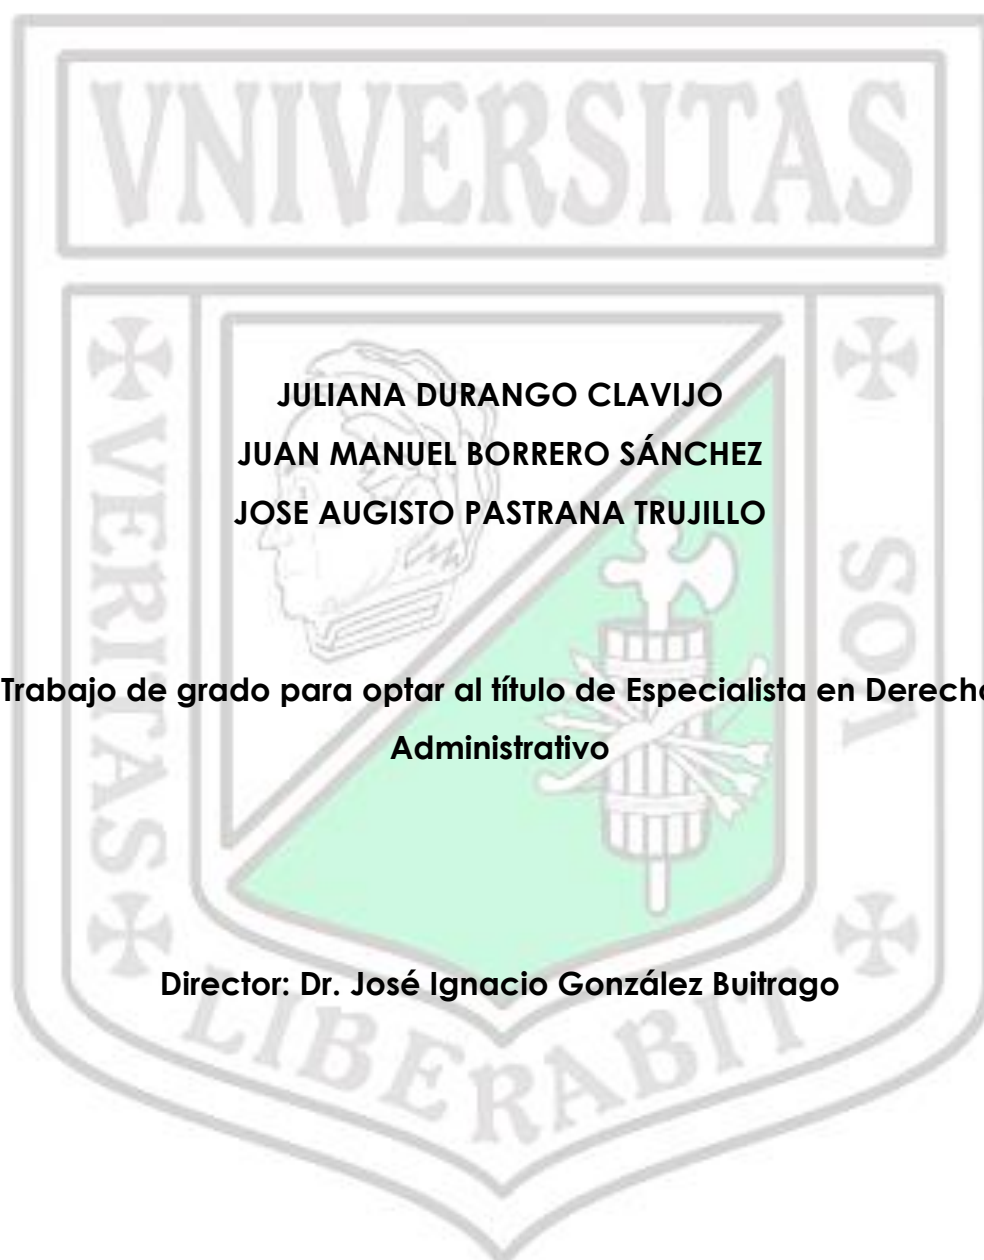 VNIVERSITAS
JULIANA DURANGO CLAVIJO
JUAN MANUEL BORRERO SÁNCHEZ
JOSE AUGISTO PASTRANA TRUJILLO
Trabajo de grado para optar al título de Especialista en Derecho
Administrativo
Director: Dr. José Ignacio González Buitrago
VERITAS
VOS
LIBERABIT